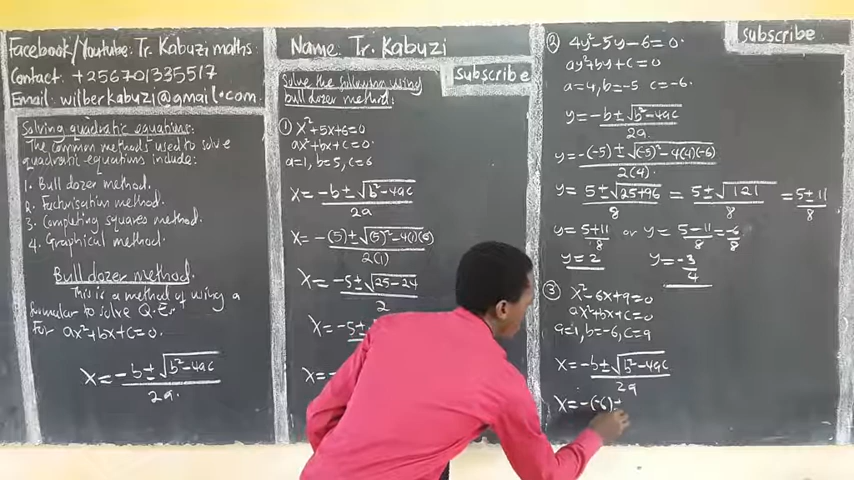 Facebook/Youtube: Tr. Kabuzi maths.
Contact: +256701335517
Email: wilberkabuzi@gmail.com
Solving quadratic equations:
The common methods used to solve
quadratic equations include:
1. Bull dozer method.
2. Factorisation method.
3. Completing squares method.
4. Graphical method.
Bull dozer method.
This is a method of using a
formular to solve Q.E.
For ax²+bx+c=0.
X= -b±√b²-4ac
2a.
Name: Tr. Kabuzi
subscribe
Solve the following using
bull dozer method:
① X²+5x+6=0
ax²+bx+c=0.
a=1, b=5, c=6
X= -b±√b²-4ac
2a
X= -(5)±√(5)²-4(1)(6)
2(1)
X= -5±√25-24
2
X= -5±
X=
② 4y²-5y-6=0.
subscribe
ay²+by+c=0
a=4, b=-5 c=-6.
y= -b±√b²-4ac
2a.
y= -(-5)±√(-5)²-4(4)(-6)
2(4).
y= 5±√25+96 = 5±√121 = 5±11
8 8 8
y= 5+11 or y= 5-11 = -6
8 8 8
y=2 y= -3
4
③ X²-6x+9=0
ax²+bx+c=0
a=1, b=-6, c=9
X= -b±√b²-4ac
2a
X= -(-6)±